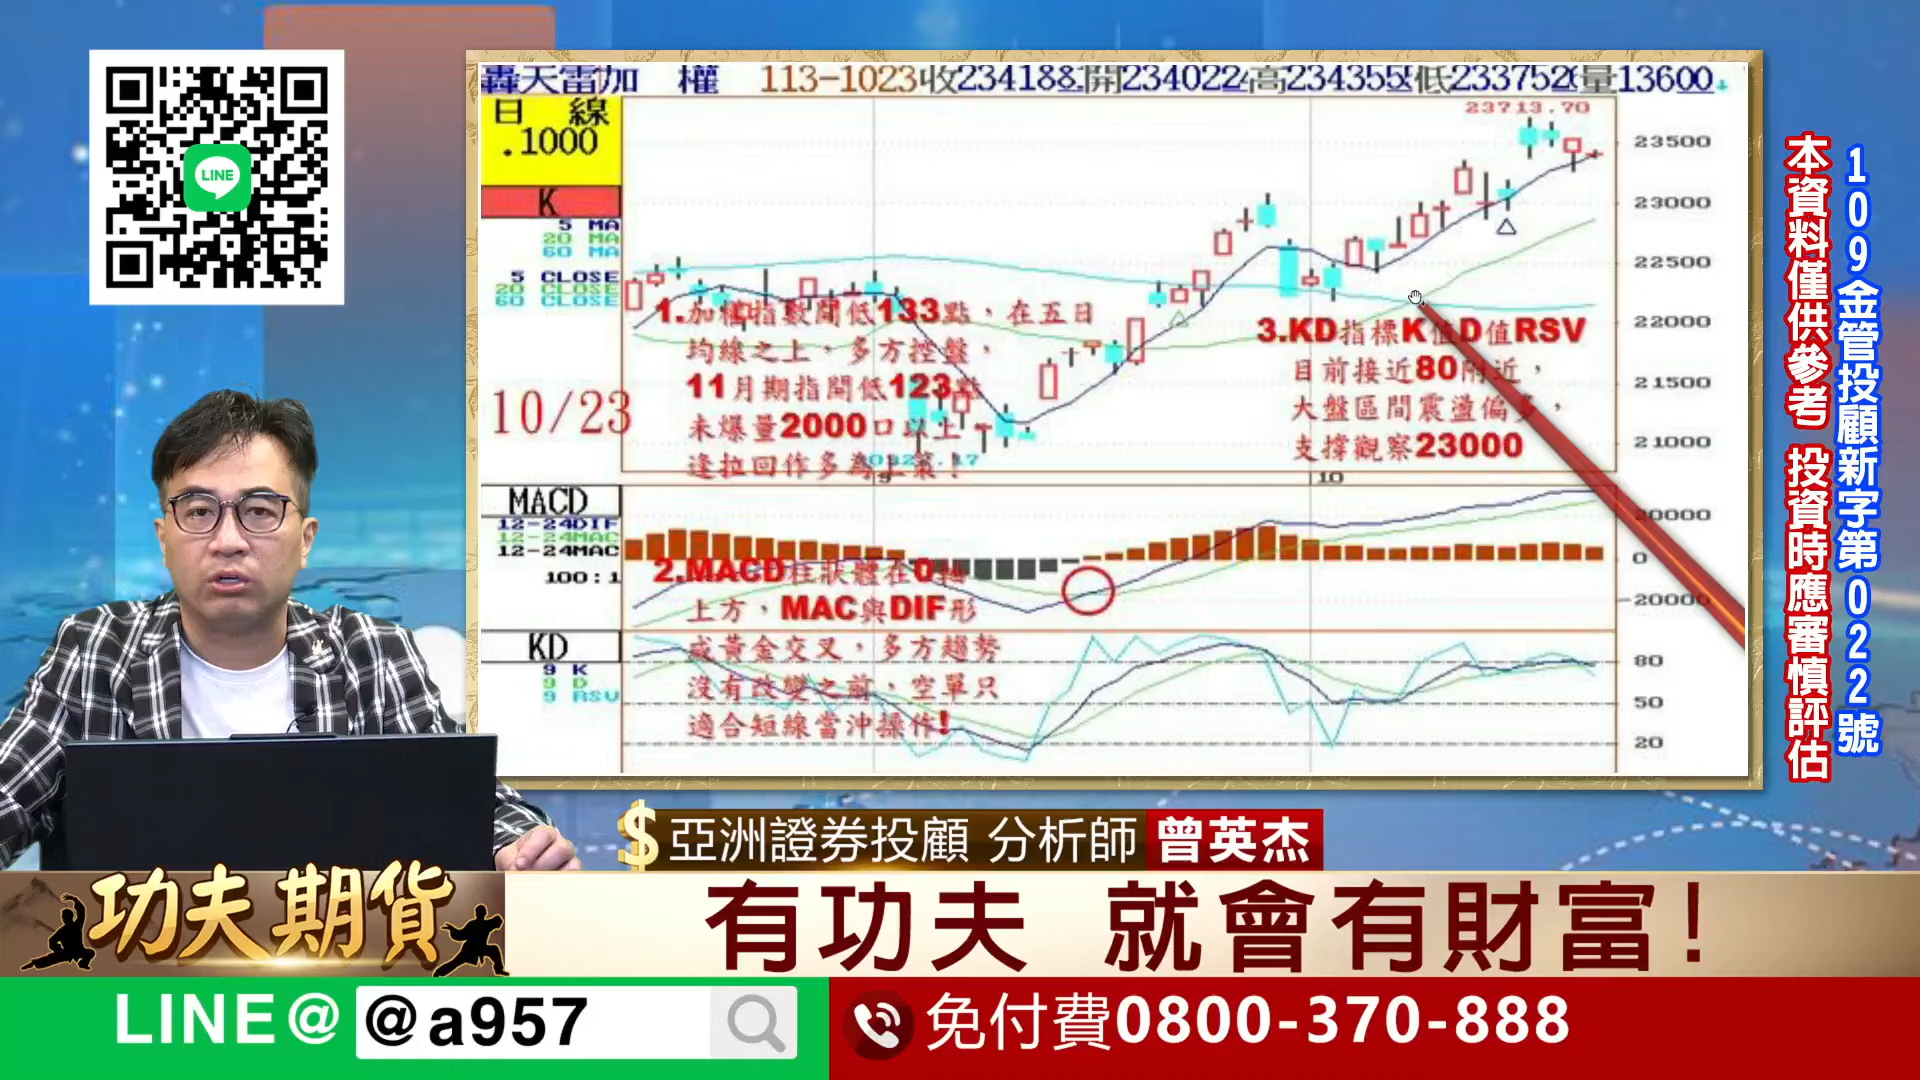 LINE
轟天雷加 權 113-1023收234188開234022高234355低233752量13600
日 線
.1000
K
5 MA
20 MA
60 MA
5 CLOSE
20 CLOSE
60 CLOSE
10/23
23713.70
23500
23000
22500
22000
21500
21000
1.加權指數開低133點，在五日
均線之上，多方控盤，
11月期指開低123點
未爆量2000口以上
逢拉回作多為上策！
3.KD指標K值D值RSV
目前接近80附近，
大盤區間震盪偏多，
支撐觀察23000
9
10
MACD
12-24DIF
12-24MAC
12-24MAC
100:1
2.MACD柱狀體在0軸
上方，MAC與DIF形
成黃金交叉，多方趨勢
沒有改變之前，空單只
適合短線當沖操作！
0
-20000
KD
9 K
9 D
9 RSV
80
50
20
109金管投顧新字第022號
本資料僅供參考 投資時應審慎評估
$亞洲證券投顧 分析師 曾英杰
功夫期貨
有功夫 就會有財富!
LINE@ @a957
免付費0800-370-888